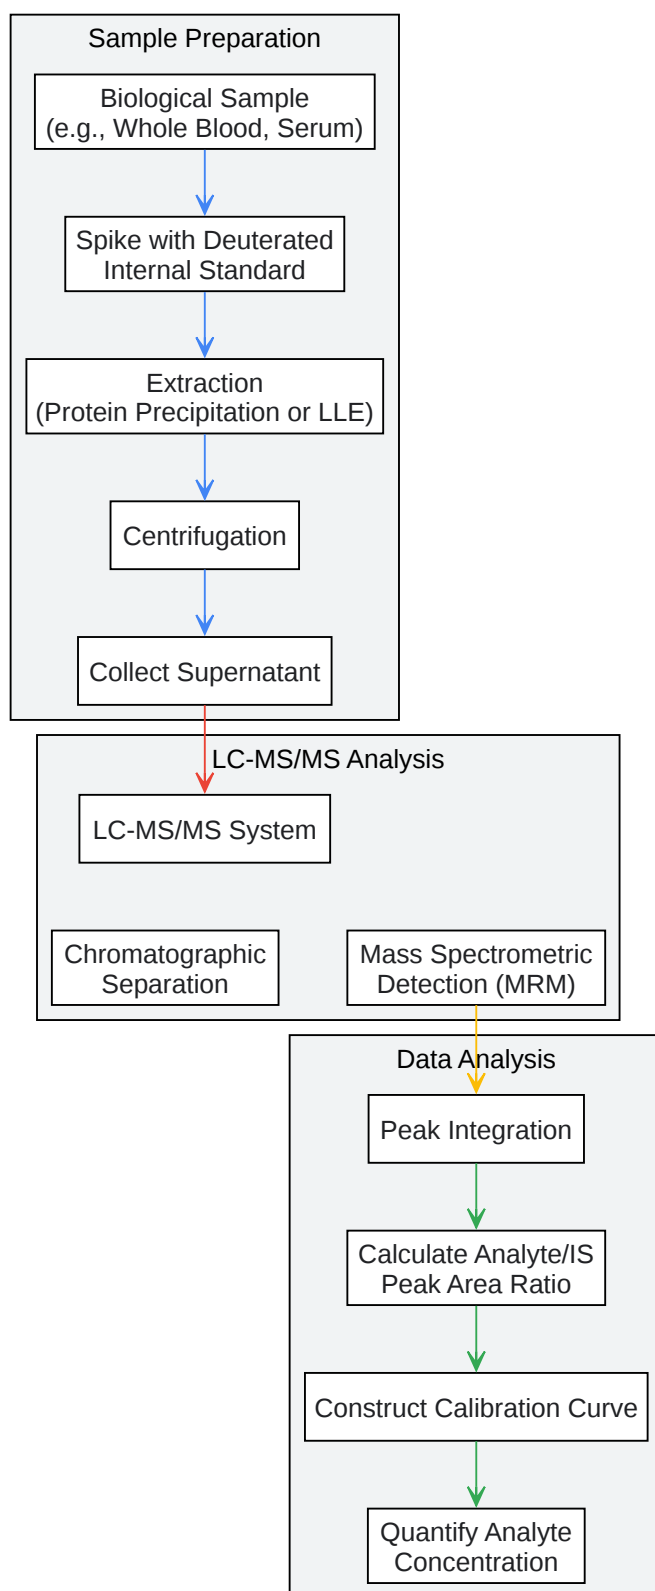 Sample Preparation
Biological Sample
(e.g., Whole Blood, Serum)
Spike with Deuterated
Internal Standard
Extraction
(Protein Precipitation or LLE)
Centrifugation
Collect Supernatant
LC-MS/MS Analysis
LC-MS/MS System
Chromatographic
Separation
Mass Spectrometric
Detection (MRM)
Data Analysis
Peak Integration
Calculate Analyte/IS
Peak Area Ratio
Construct Calibration Curve
Quantify Analyte
Concentration